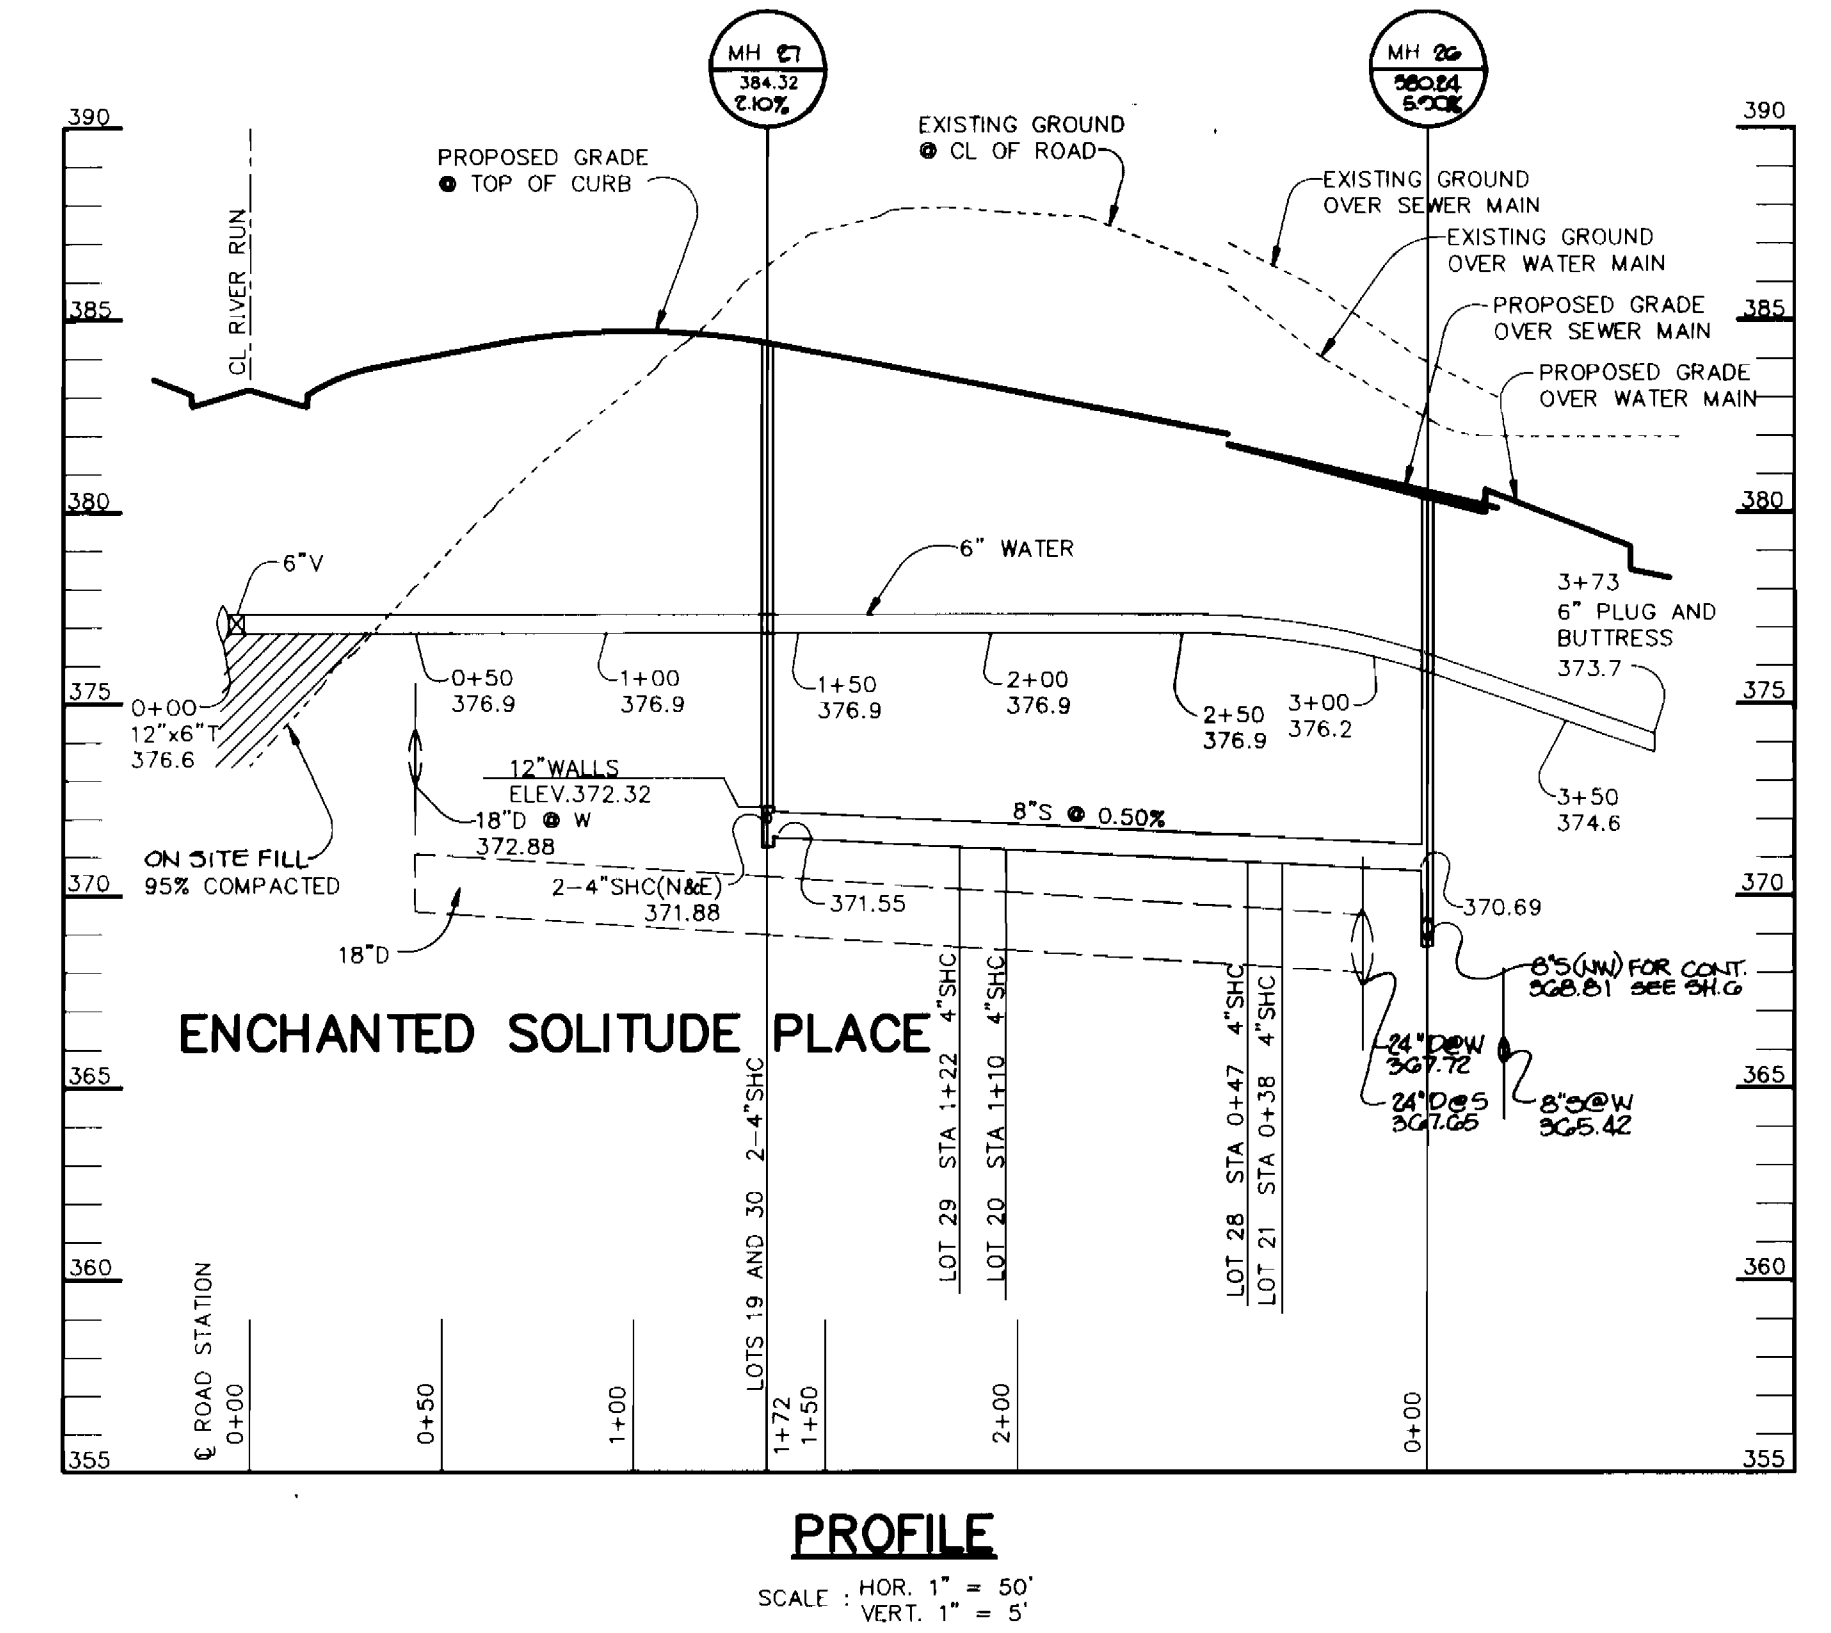 MH 27
384.32
2.10%
MH 26
380.24
5.00%
390
385
380
375
370
365
360
355
390
385
380
375
370
365
360
355
CL RIVER RUN
PROPOSED GRADE
@ TOP OF CURB
EXISTING GROUND
@ CL OF ROAD
EXISTING GROUND
OVER SEWER MAIN
EXISTING GROUND
OVER WATER MAIN
PROPOSED GRADE
OVER SEWER MAIN
PROPOSED GRADE
OVER WATER MAIN
6"V
6" WATER
3+73
6" PLUG AND
BUTTRESS
373.7
0+00
12"x6"T
376.6
0+50
376.9
1+00
376.9
1+50
376.9
2+00
376.9
2+50
376.9
3+00
376.2
3+50
374.6
12"WALLS
ELEV.372.32
18"D @ W
372.88
8"S @ 0.50%
ON SITE FILL
95% COMPACTED
2-4"SHC(N&E)
371.88
371.55
370.69
18"D
8"S(NW) FOR CONT.
368.81 SEE SH.6
ENCHANTED SOLITUDE PLACE
24"D@W
367.72
24"D@S
367.65
8"S@W
365.42
LOTS 19 AND 30 2-4"SHC
LOT 29 STA 1+22 4"SHC
LOT 20 STA 1+10 4"SHC
LOT 28 STA 0+47 4"SHC
LOT 21 STA 0+38 4"SHC
℄ ROAD STATION
0+00
0+50
1+00
1+72
1+50
2+00
0+00
PROFILE
SCALE : HOR. 1" = 50'
VERT. 1" = 5'